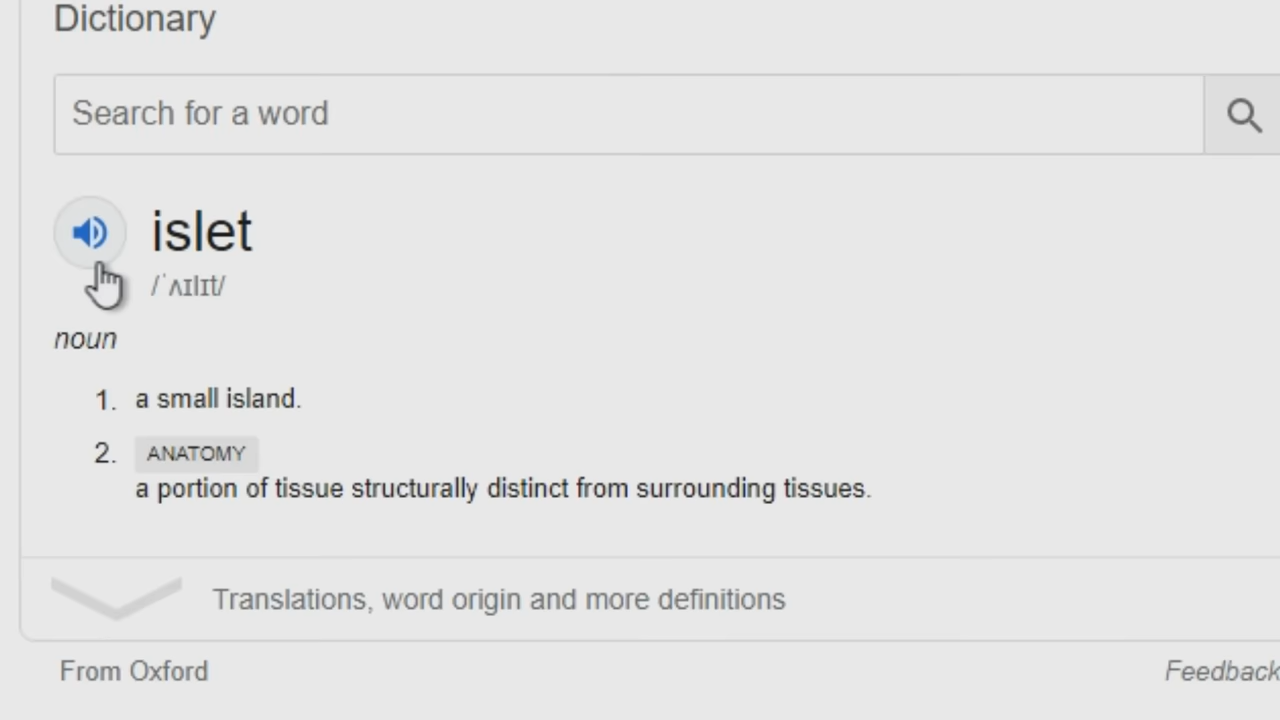 Dictionary
Search for a word
islet
/ˈʌɪlɪt/
noun
1. a small island.
2. ANATOMY
a portion of tissue structurally distinct from surrounding tissues.
Translations, word origin and more definitions
From Oxford
Feedback